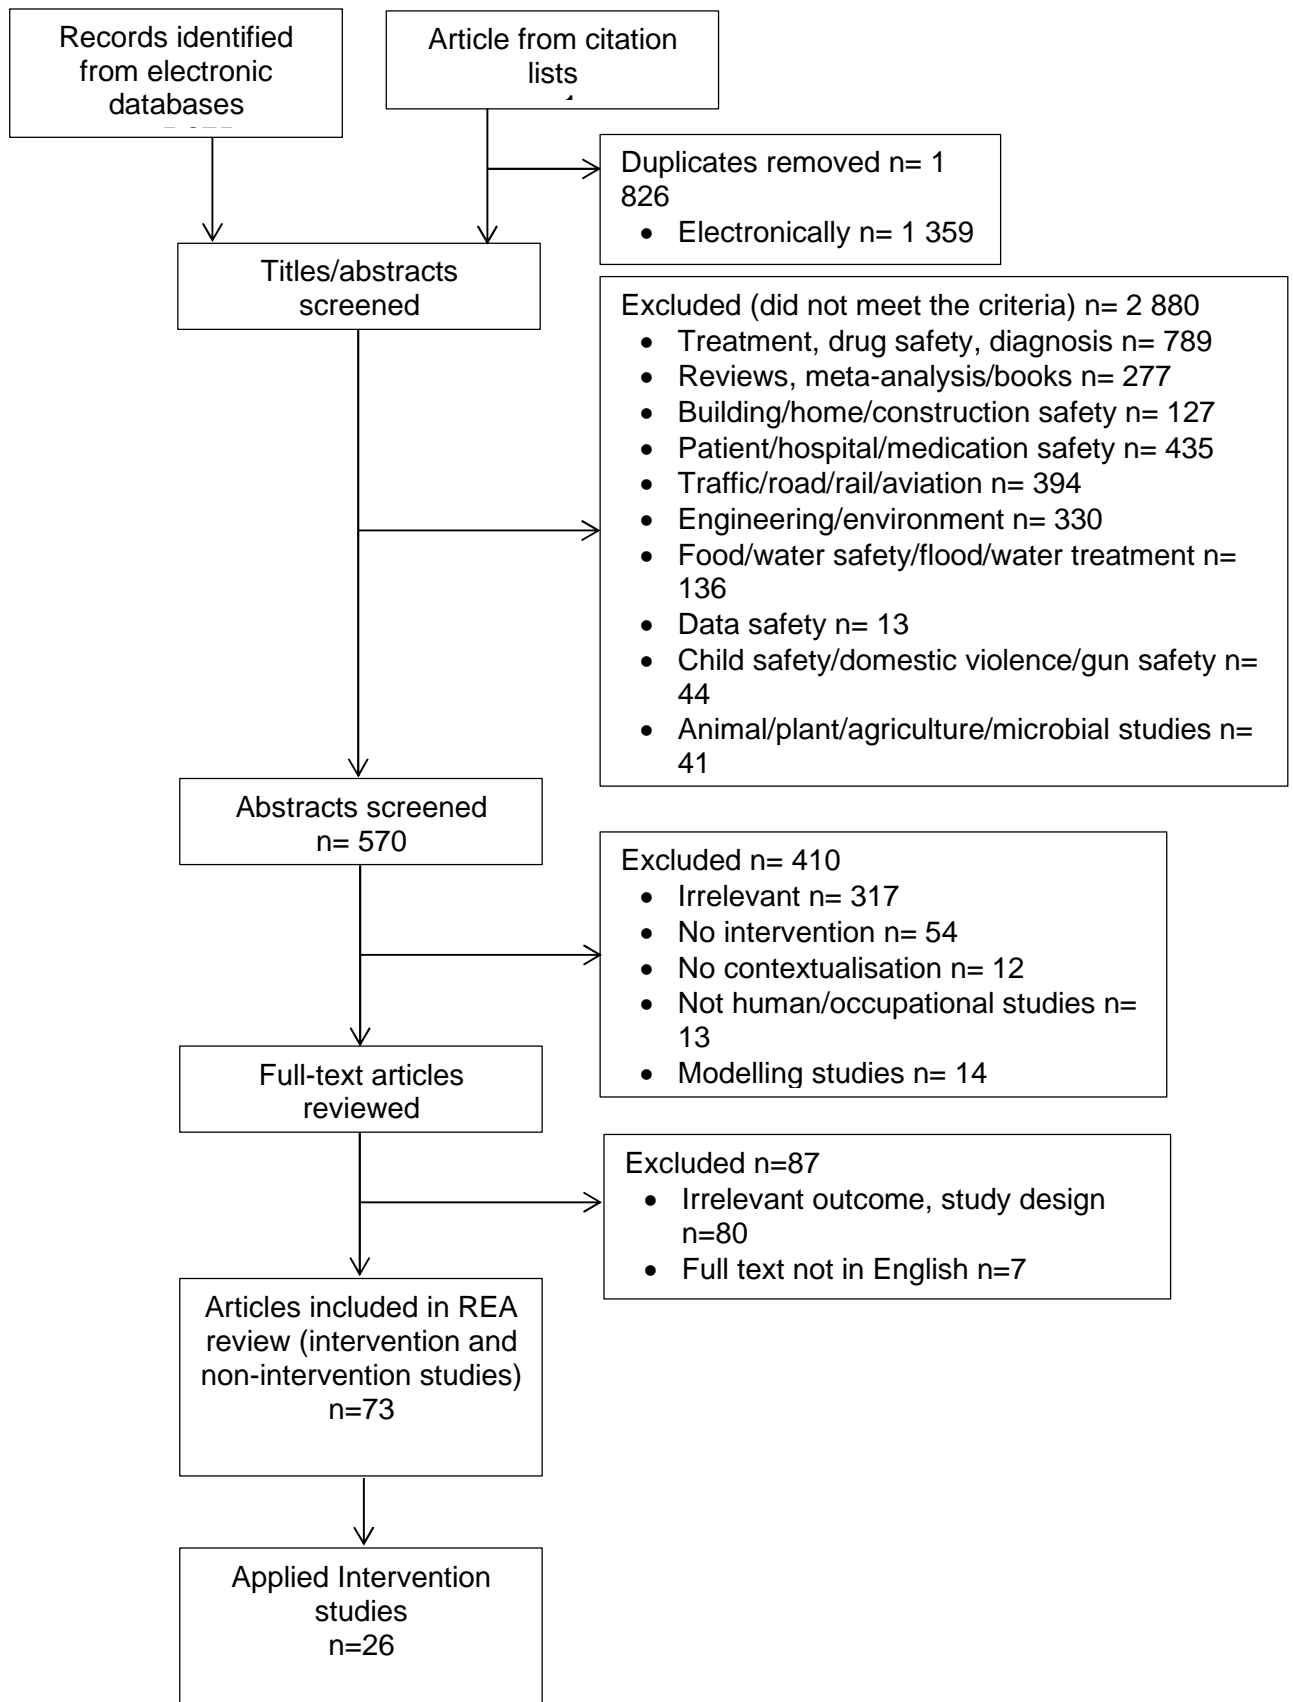 Records identified
from electronic
databases
Article from citation
lists
Duplicates removed n= 1
826
• Electronically n= 1 359
Titles/abstracts
screened
Excluded (did not meet the criteria) n= 2 880
• Treatment, drug safety, diagnosis n= 789
• Reviews, meta-analysis/books n= 277
• Building/home/construction safety n= 127
• Patient/hospital/medication safety n= 435
• Traffic/road/rail/aviation n= 394
• Engineering/environment n= 330
• Food/water safety/flood/water treatment n=
136
• Data safety n= 13
• Child safety/domestic violence/gun safety n=
44
• Animal/plant/agriculture/microbial studies n=
41
Abstracts screened
n= 570
Excluded n= 410
• Irrelevant n= 317
• No intervention n= 54
• No contextualisation n= 12
• Not human/occupational studies n=
13
• Modelling studies n= 14
Full-text articles
reviewed
Excluded n=87
• Irrelevant outcome, study design
n=80
• Full text not in English n=7
Articles included in REA
review (intervention and
non-intervention studies)
n=73
Applied Intervention
studies
n=26